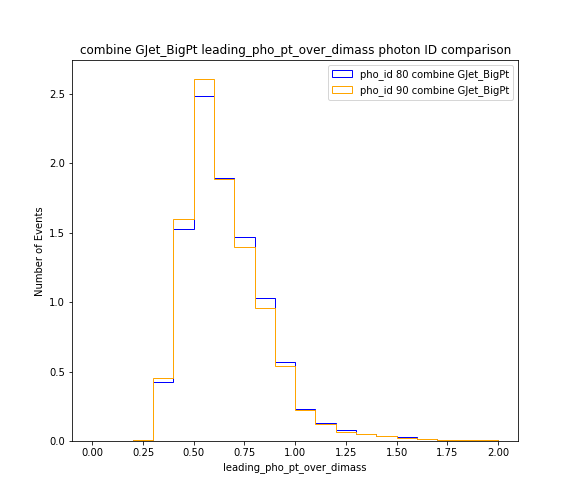 combine GJet_BigPt leading_pho_pt_over_dimass photon ID comparison
pho_id 80 combine GJet_BigPt
pho_id 90 combine GJet_BigPt
Number of Events
2.5
2.0
1.5
1.0
0.5
0.0
0.00 0.25 0.50 0.75 1.00 1.25 1.50 1.75 2.00
leading_pho_pt_over_dimass